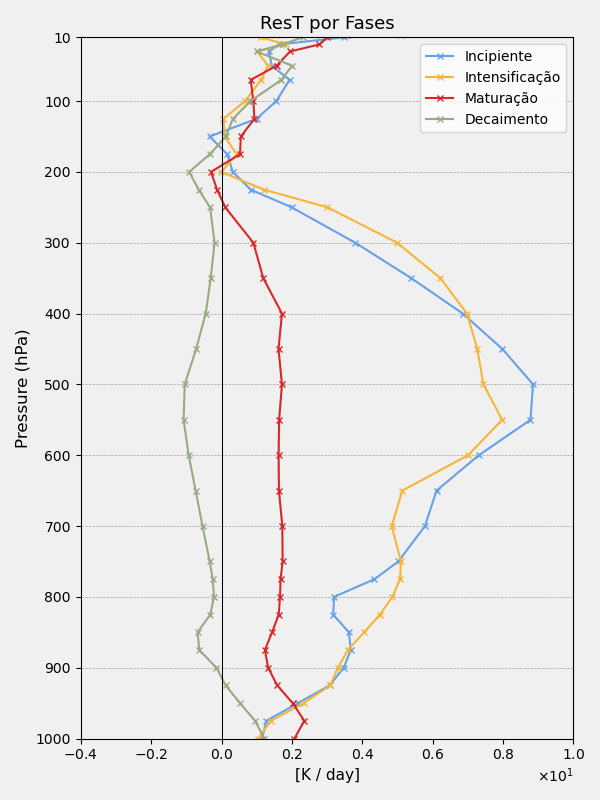 ResT por Fases
Incipiente
Intensificação
Maturação
Decaimento
Pressure (hPa)
10
100
200
300
400
500
600
700
800
900
1000
−0.4 −0.2 0.0 0.2 0.4 0.6 0.8 1.0
[K / day]
×10¹